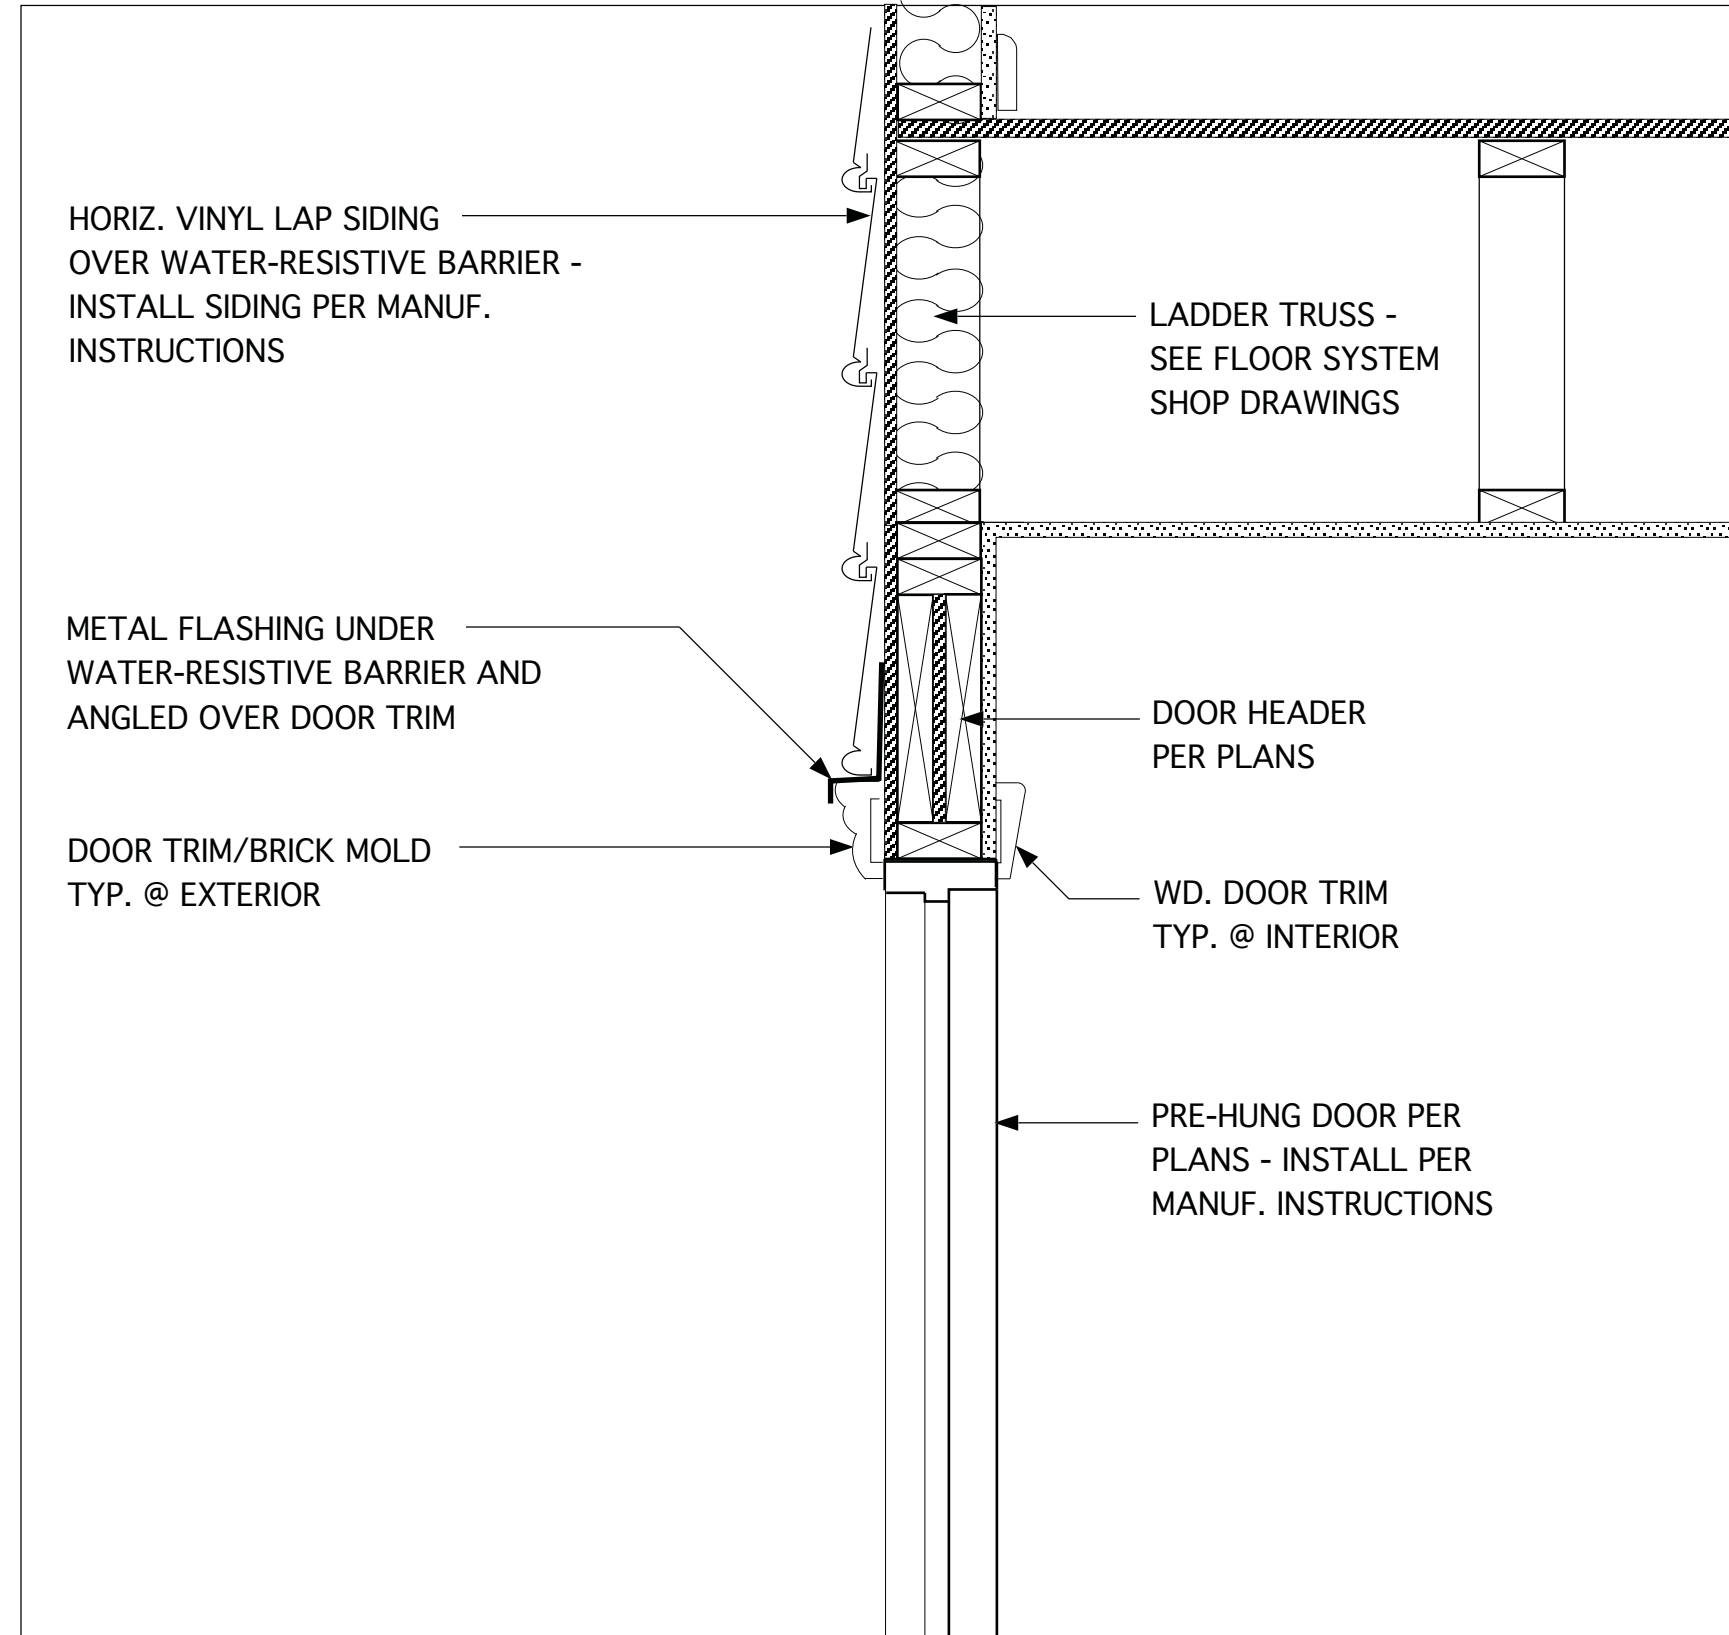 HORIZ. VINYL LAP SIDING
OVER WATER-RESISTIVE BARRIER -
INSTALL SIDING PER MANUF.
INSTRUCTIONS
LADDER TRUSS -
SEE FLOOR SYSTEM
SHOP DRAWINGS
METAL FLASHING UNDER
WATER-RESISTIVE BARRIER AND
ANGLED OVER DOOR TRIM
DOOR HEADER
PER PLANS
DOOR TRIM/BRICK MOLD
TYP. @ EXTERIOR
WD. DOOR TRIM
TYP. @ INTERIOR
PRE-HUNG DOOR PER
PLANS - INSTALL PER
MANUF. INSTRUCTIONS